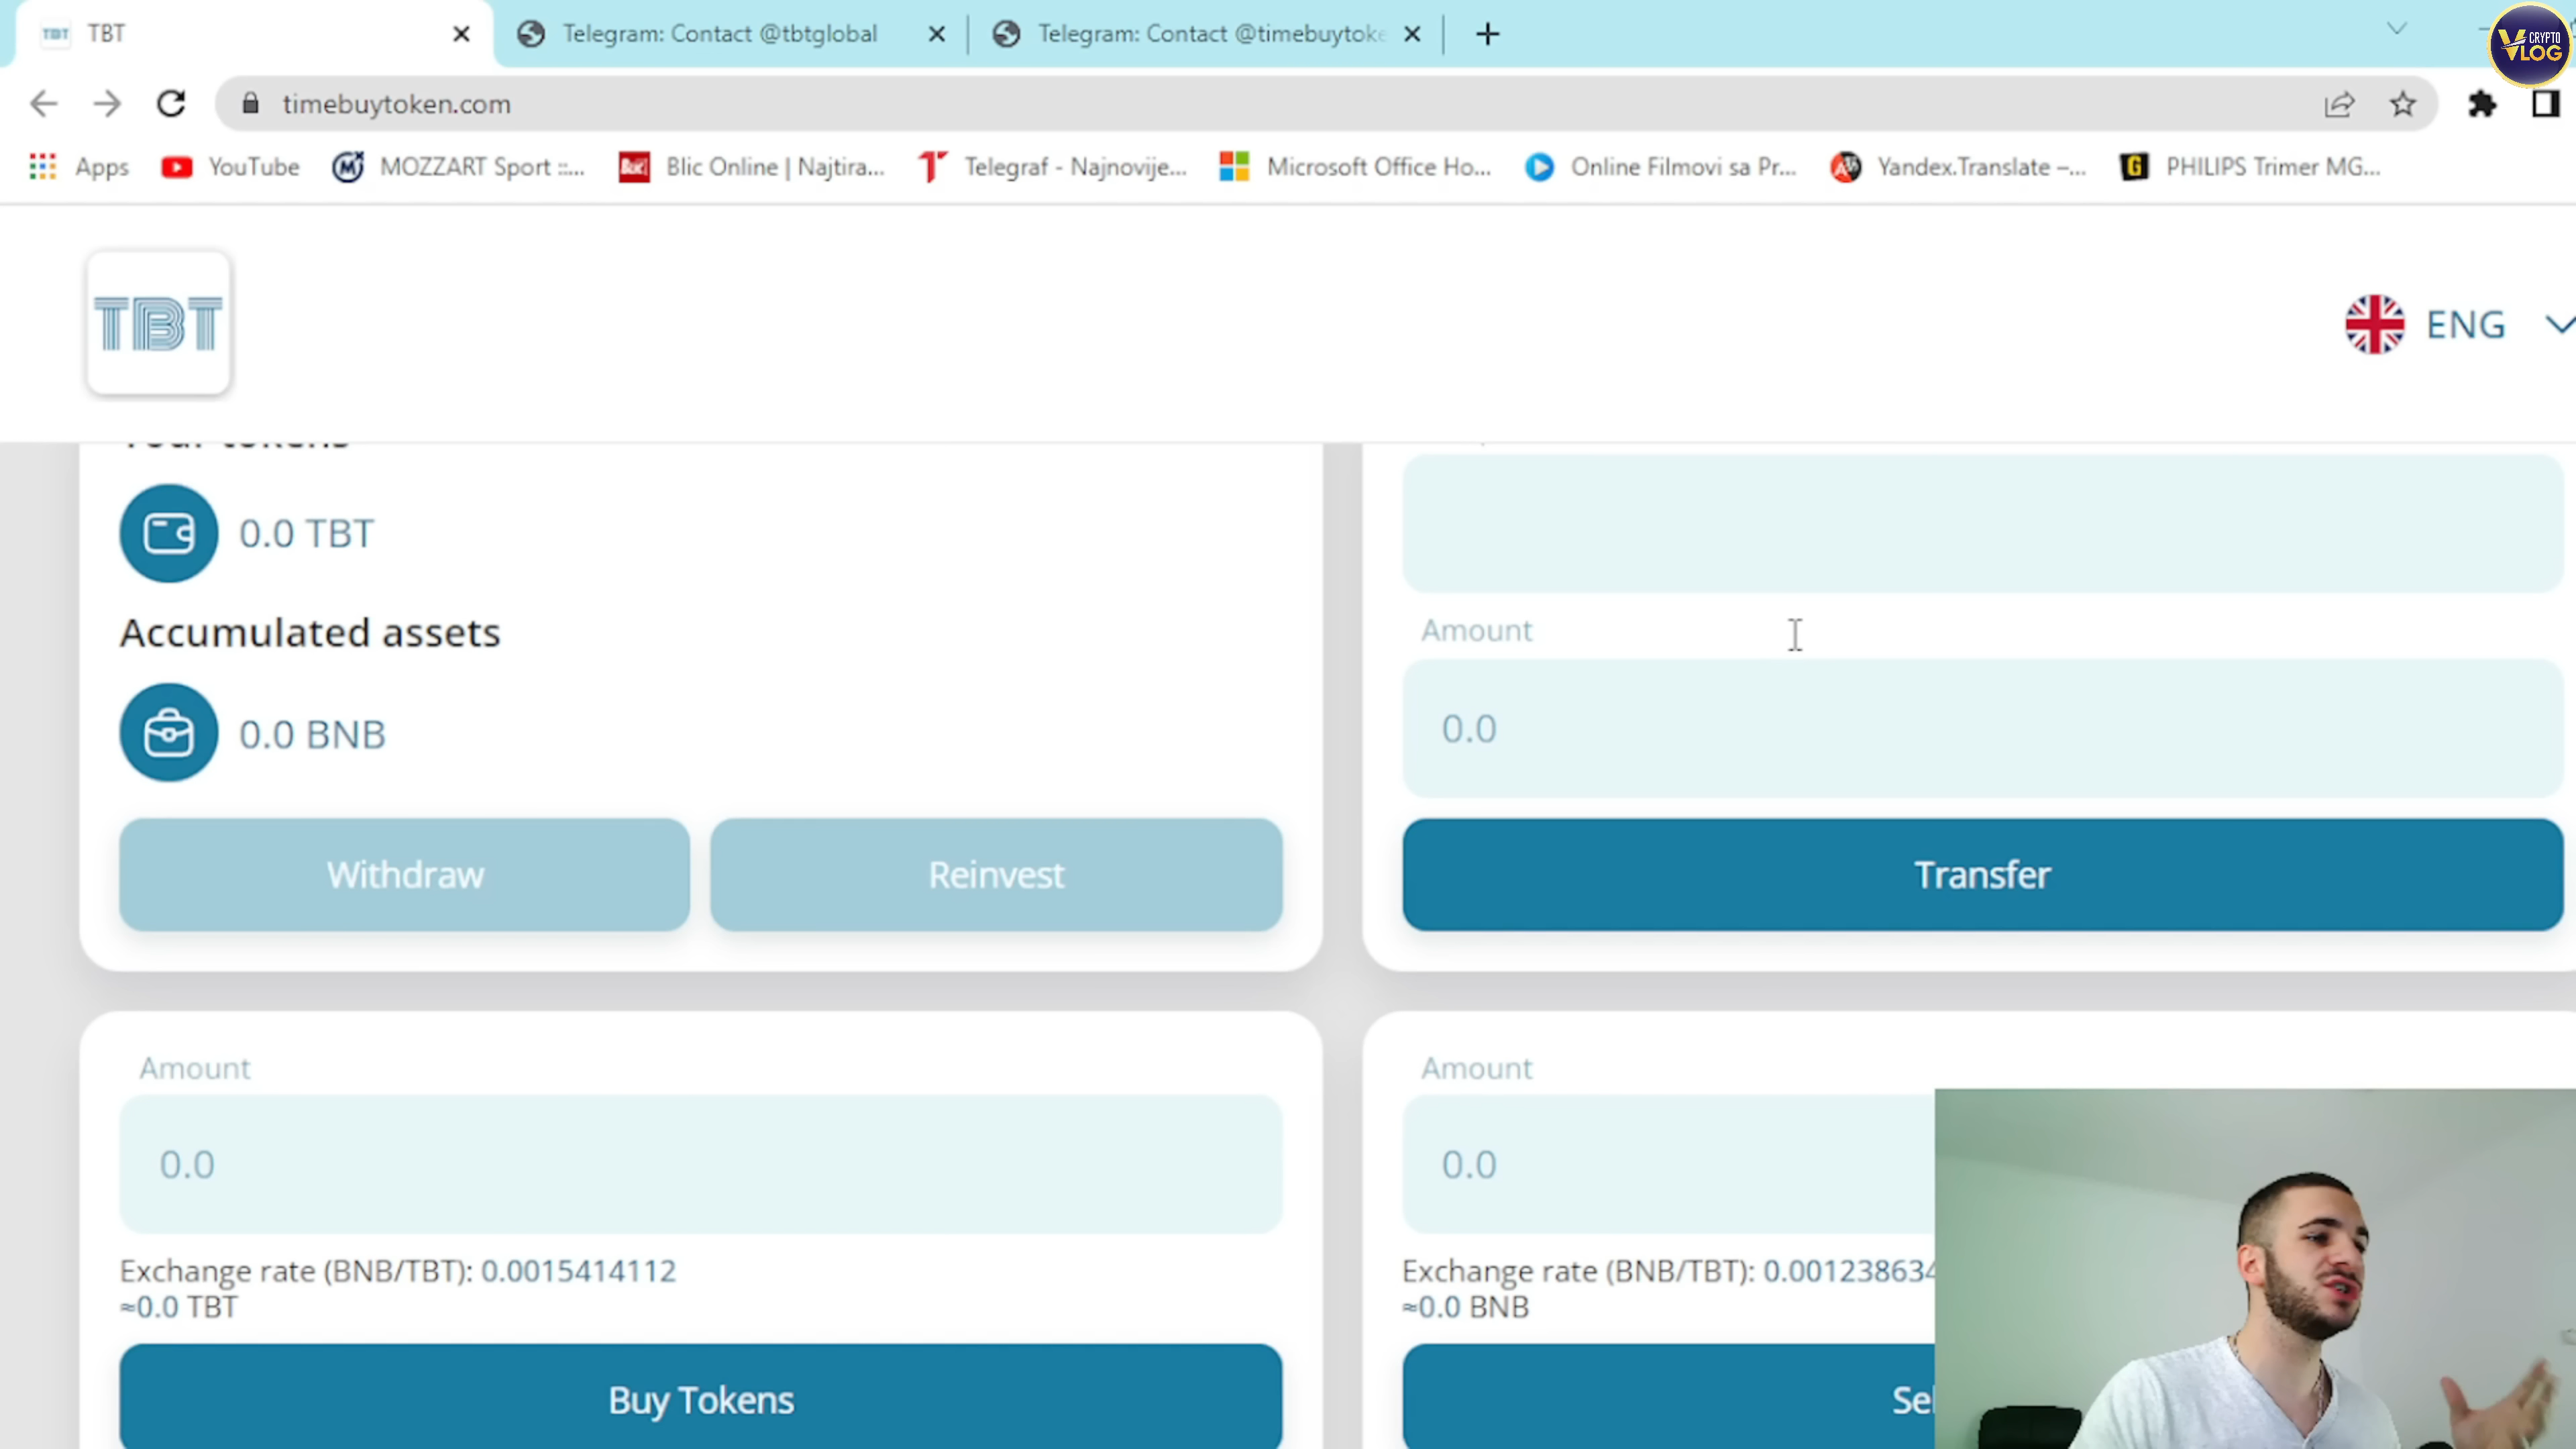 TBT
Telegram: Contact @tbtglobal
Telegram: Contact @timebuytoke
CRYPTO
VLOG
timebuytoken.com
Apps
YouTube
MOZZART Sport ::...
Blic Online | Najtira...
Telegraf - Najnovije...
Microsoft Office Ho...
Online Filmovi sa Pr...
Yandex.Translate –...
PHILIPS Trimer MG...
TBT
ENG
Your tokens
0.0 TBT
Accumulated assets
0.0 BNB
Withdraw
Reinvest
Amount
0.0
Transfer
Amount
0.0
Exchange rate (BNB/TBT): 0.0015414112
≈0.0 TBT
Buy Tokens
Amount
0.0
Exchange rate (BNB/TBT): 0.00123863
≈0.0 BNB